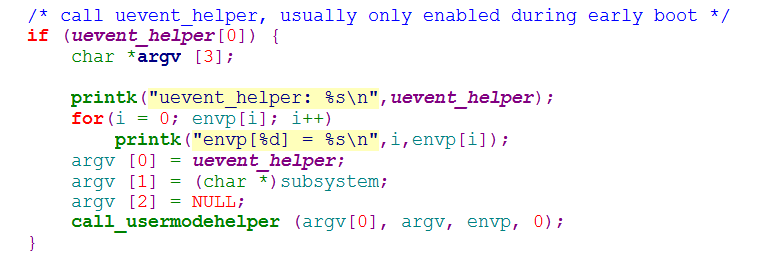 /* call uevent_helper, usually only enabled during early boot */
if (uevent_helper[0]) {
char *argv [3];
printk("uevent_helper: %s\n",uevent_helper);
for(i = 0; envp[i]; i++)
printk("envp[%d] = %s\n",i,envp[i]);
argv [0] = uevent_helper;
argv [1] = (char *)subsystem;
argv [2] = NULL;
call_usermodehelper (argv[0], argv, envp, 0);
}